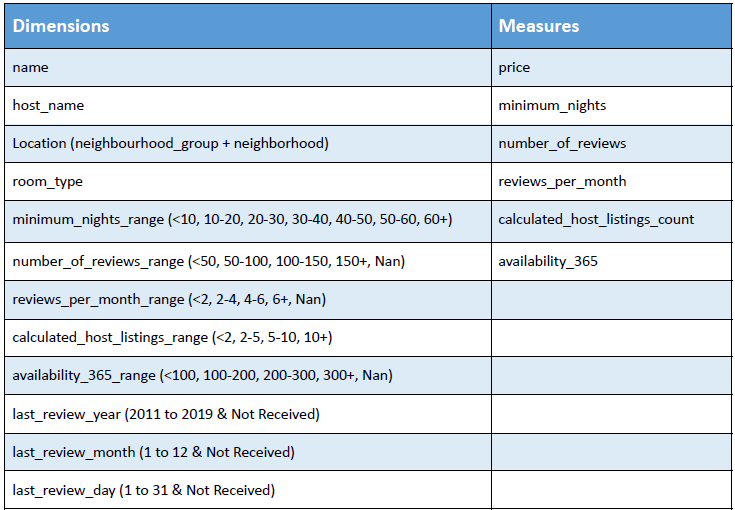 Dimensions Measures
name price
host_name minimum_nights
Location (neighbourhood_group + neighborhood) number_of_reviews
room_type reviews_per_month
minimum_nights_range (<10, 10-20, 20-30, 30-40, 40-50, 50-60, 60+) calculated_host_listings_count
number_of_reviews_range (<50, 50-100, 100-150, 150+, Nan) availability_365
reviews_per_month_range (<2, 2-4, 4-6, 6+, Nan)
calculated_host_listings_range (<2, 2-5, 5-10, 10+)
availability_365_range (<100, 100-200, 200-300, 300+, Nan)
last_review_year (2011 to 2019 & Not Received)
last_review_month (1 to 12 & Not Received)
last_review_day (1 to 31 & Not Received)